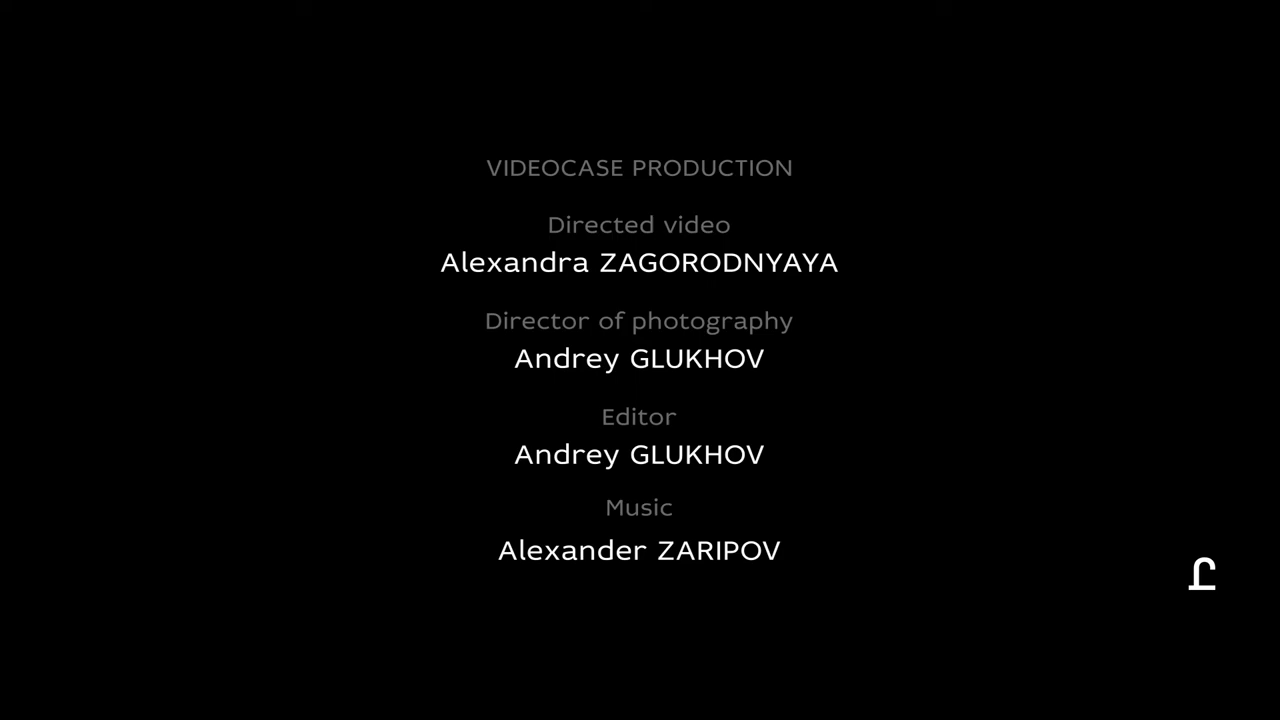 VIDEOCASE PRODUCTION
Directed video
Alexandra ZAGORODNYAYA
Director of photography
Andrey GLUKHOV
Editor
Andrey GLUKHOV
Music
Alexander ZARIPOV